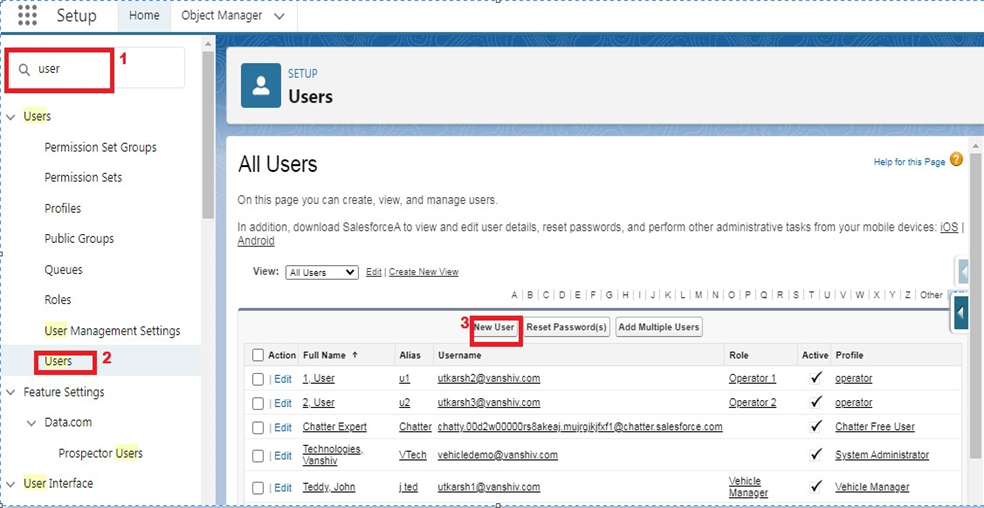 Setup Home Object Manager
user 1
Users
Permission Set Groups
Permission Sets
Profiles
Public Groups
Queues
Roles
User Management Settings
Users 2
Feature Settings
Data.com
Prospector Users
User Interface
SETUP
Users
All Users
Help for this Page ?
On this page you can create, view, and manage users.
In addition, download SalesforceA to view and edit user details, reset passwords, and perform other administrative tasks from your mobile devices: iOS |
Android
View: All Users Edit | Create New View
A | B | C | D | E | F | G | H | I | J | K | L | M | N | O | P | Q | R | S | T | U | V | W | X | Y | Z | Other
3 New User Reset Password(s) Add Multiple Users
Action Full Name ↑ Alias Username Role Active Profile
| Edit 1, User u1 utkarsh2@vanshiv.com Operator 1 ✓ operator
| Edit 2, User u2 utkarsh3@vanshiv.com Operator 2 ✓ operator
| Edit Chatter Expert Chatter chatty.00d2w00000rs8akeaj.mujrgjkjfxf1@chatter.salesforce.com ✓ Chatter Free User
| Edit Technologies, Vanshiv VTech vehicledemo@vanshiv.com ✓ System Administrator
| Edit Teddy, John j ted utkarsh1@vanshiv.com Vehicle Manager ✓ Vehicle Manager